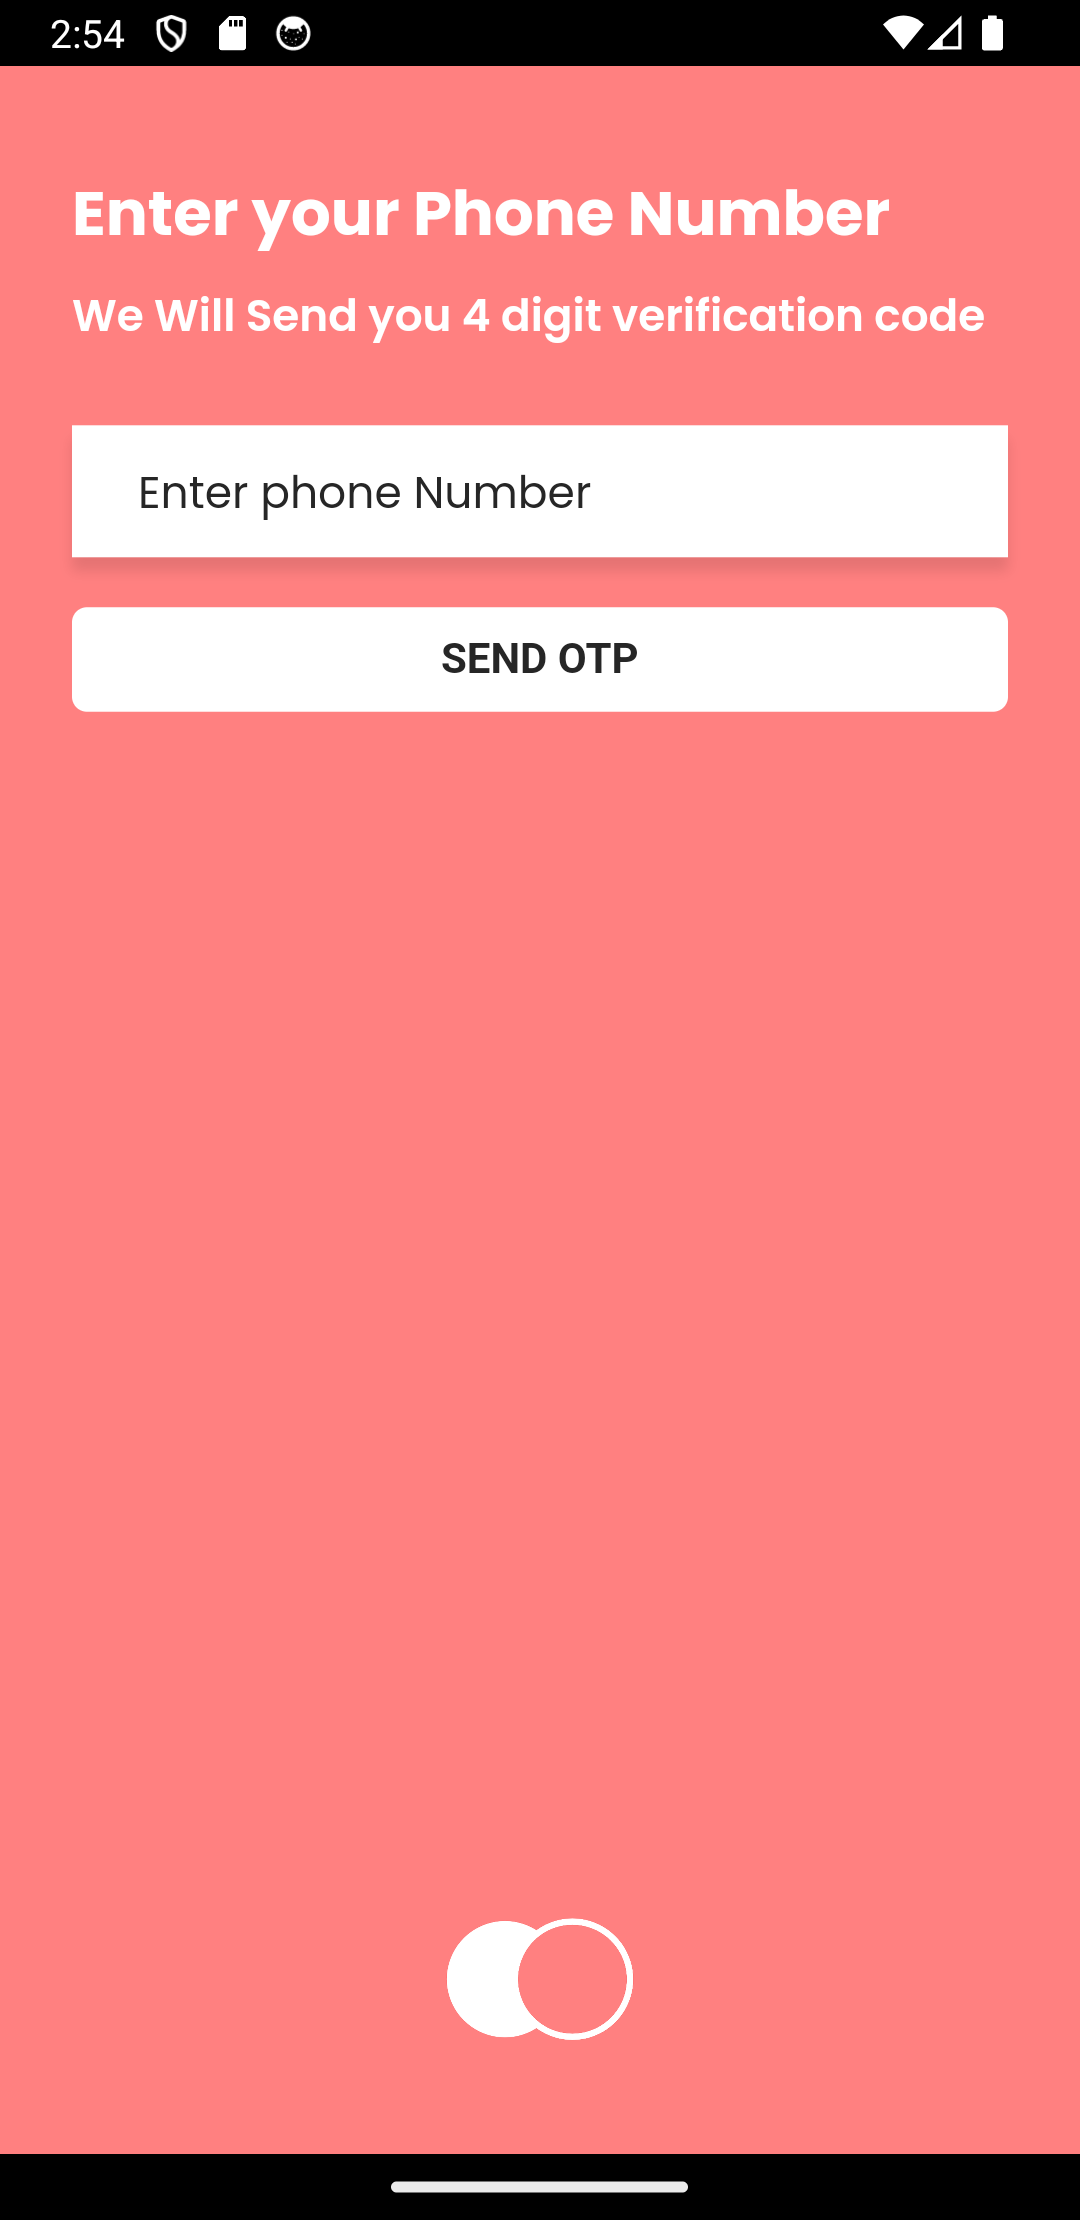 2:54
Enter your Phone Number
We Will Send you 4 digit verification code
Enter phone Number
SEND OTP